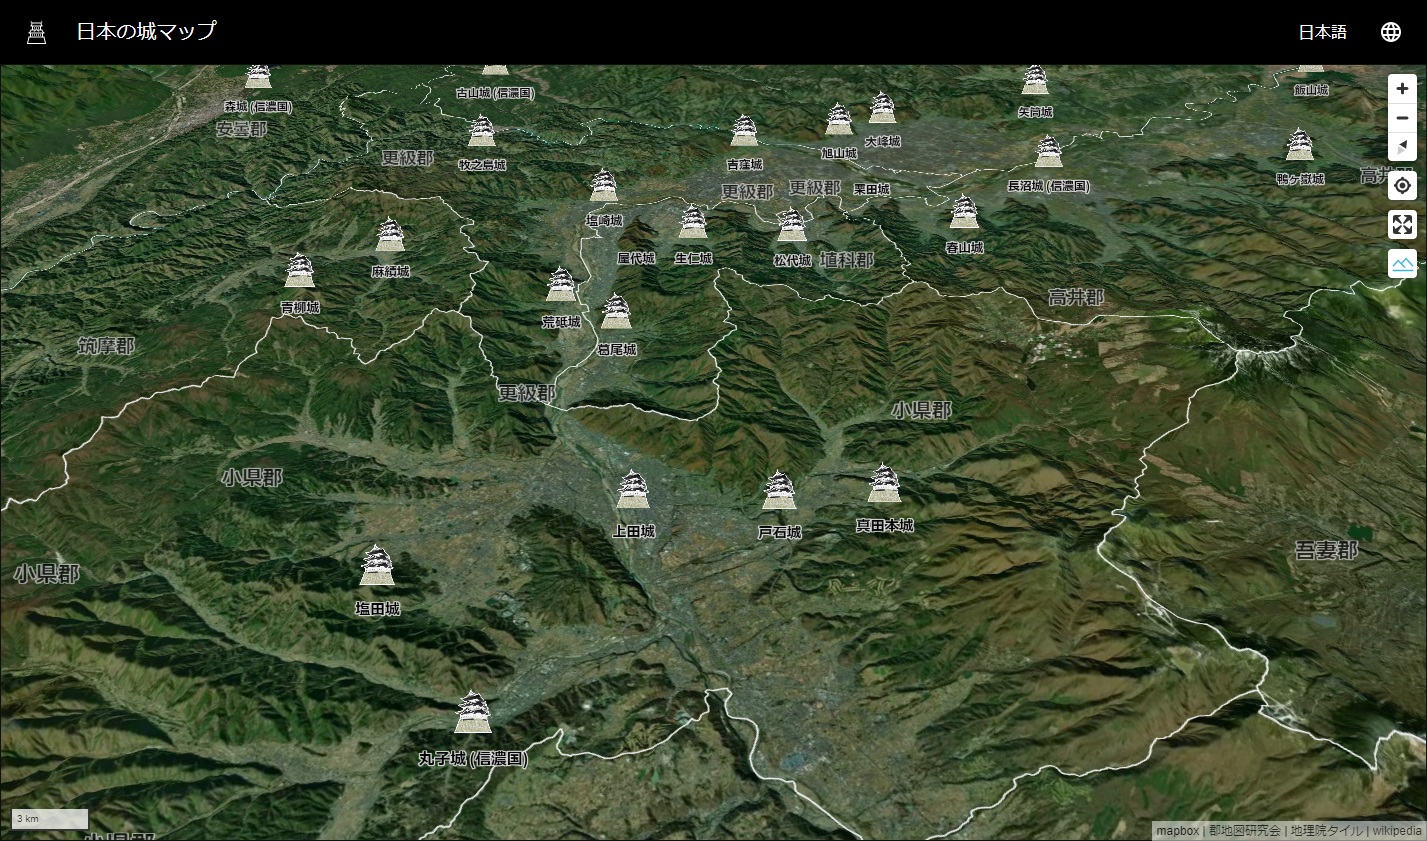 日本の城マップ
日本語
森城 (信濃国)
古山城 (信濃国)
飯山城
矢筒城
安曇郡
更級郡
牧之島城
吉窪城
旭山城
大峰城
長沼城 (信濃国)
鴨ヶ嶽城
高井郡
更級郡
更級郡
栗田城
塩崎城
屋代城
生仁城
松代城
埴科郡
春山城
麻績城
青柳城
荒砥城
葛尾城
高井郡
筑摩郡
更級郡
小県郡
小県郡
上田城
戸石城
真田本城
吾妻郡
小県郡
塩田城
丸子城 (信濃国)
3 km
小県郡
mapbox | 郡地図研究会 | 地理院タイル | wikipedia